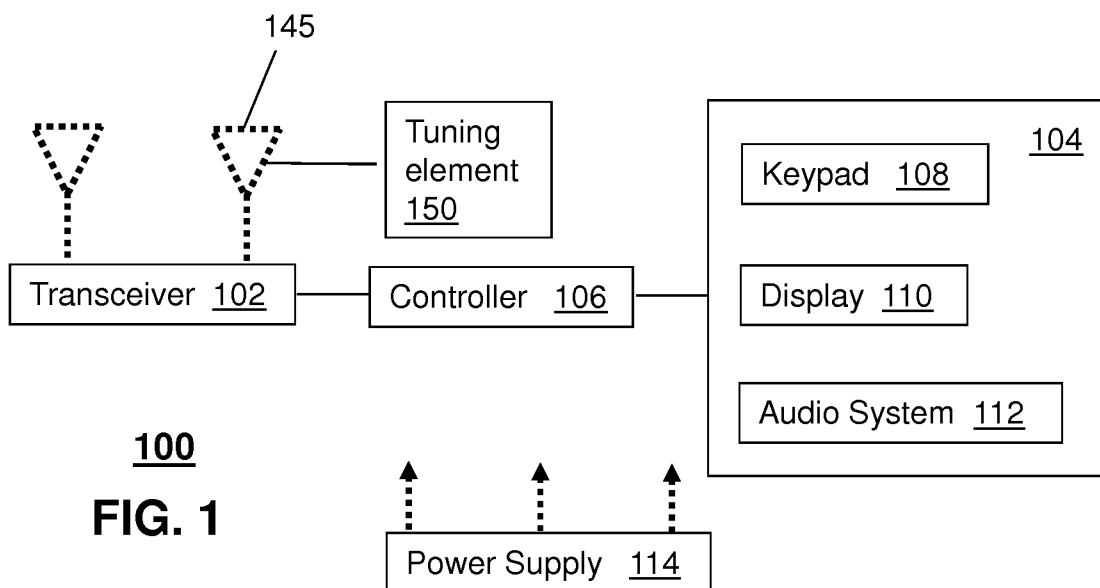 145
Tuning
element
150
104
Keypad 108
Transceiver 102
Controller 106
Display 110
Audio System 112
100
FIG. 1
Power Supply 114